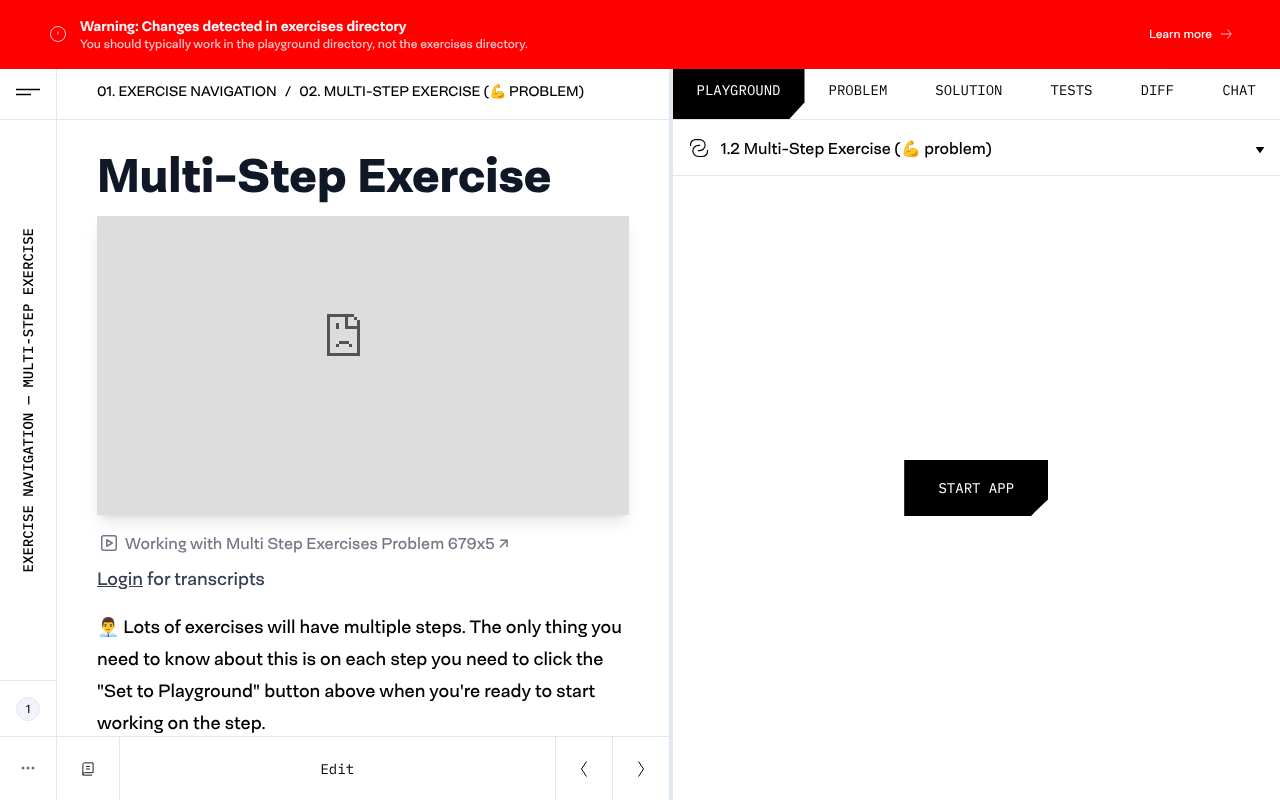 Warning: Changes detected in exercises directory
You should typically work in the playground directory, not the exercises directory.
Learn more
01. EXERCISE NAVIGATION / 02. MULTI-STEP EXERCISE (💪 PROBLEM)
PLAYGROUND
PROBLEM
SOLUTION
TESTS
DIFF
CHAT
1.2 Multi-Step Exercise (💪 problem)
EXERCISE NAVIGATION — MULTI-STEP EXERCISE
Multi-Step Exercise
Working with Multi Step Exercises Problem 679x5
Login for transcripts
👨‍💼 Lots of exercises will have multiple steps. The only thing you
need to know about this is on each step you need to click the
"Set to Playground" button above when you're ready to start
working on the step.
START APP
1
Edit